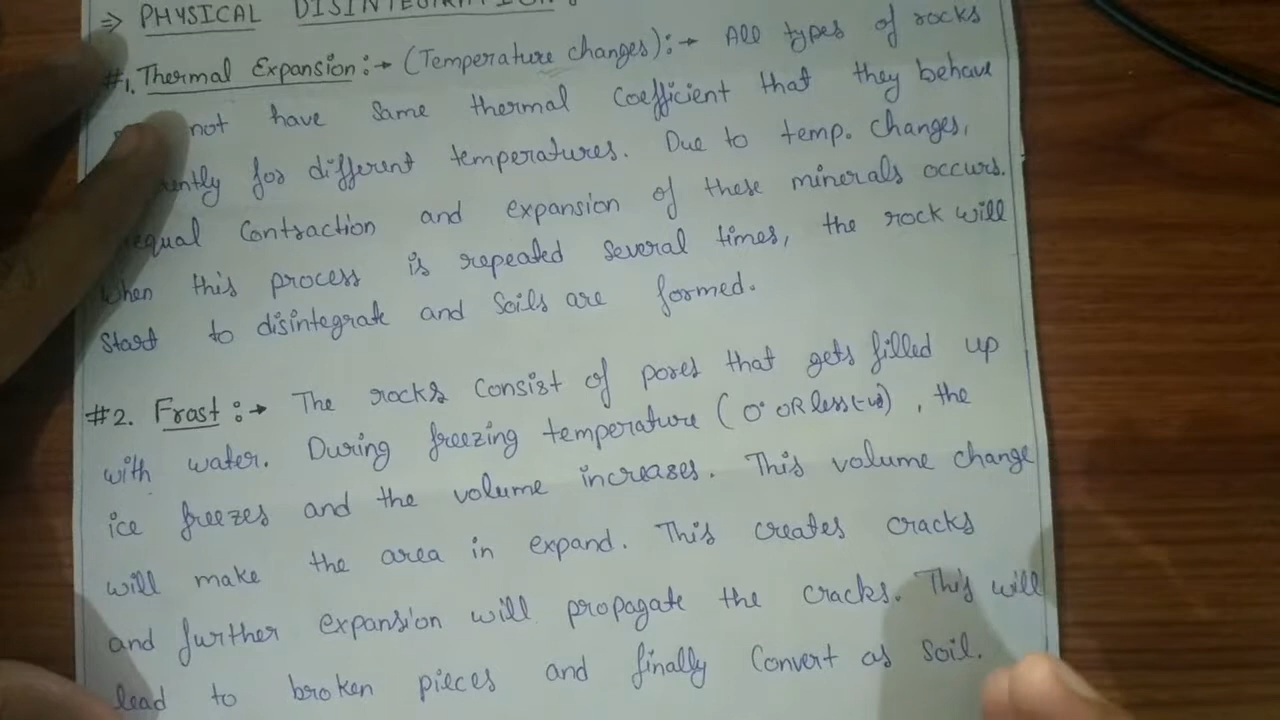 ⇒ PHYSICAL DISINTEGRATION :
#1. Thermal Expansion :→ (Temperature changes) :→ All types of rocks
not have same thermal Coefficient that they behave
ently for different temperatures. Due to temp. changes,
equal Contraction and expansion of these minerals occurs.
When this process is repeated several times, the rock will
start to disintegrate and Soils are formed.
#2. Frost :→ The rocks Consist of pores that gets filled up
with water. During freezing temperature (0° OR less, the
ice freezes and the volume increases. This volume change
will make the area in expand. This creates cracks
and further expansion will propagate the cracks. This will
lead to broken pieces and finally Convert as Soil.